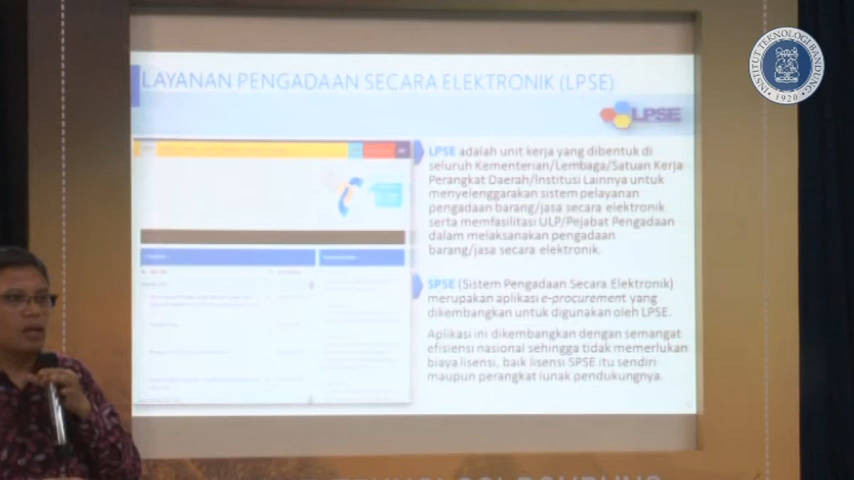 LAYANAN PENGADAAN SECARA ELEKTRONIK (LPSE)
INSTITUT TEKNOLOGI BANDUNG
1920
LPSE
LPSE adalah unit kerja yang dibentuk di
seluruh Kementerian/Lembaga/Satuan Kerja
Perangkat Daerah/Institusi Lainnya untuk
menyelenggarakan sistem pelayanan
pengadaan barang/jasa secara elektronik
serta memfasilitasi ULP/Pejabat Pengadaan
dalam melaksanakan pengadaan
barang/jasa secara elektronik.
SPSE (Sistem Pengadaan Secara Elektronik)
merupakan aplikasi e-procurement yang
dikembangkan untuk digunakan oleh LPSE.
Aplikasi ini dikembangkan dengan semangat
efisiensi nasional sehingga tidak memerlukan
biaya lisensi, baik lisensi SPSE itu sendiri
maupun perangkat lunak pendukungnya.